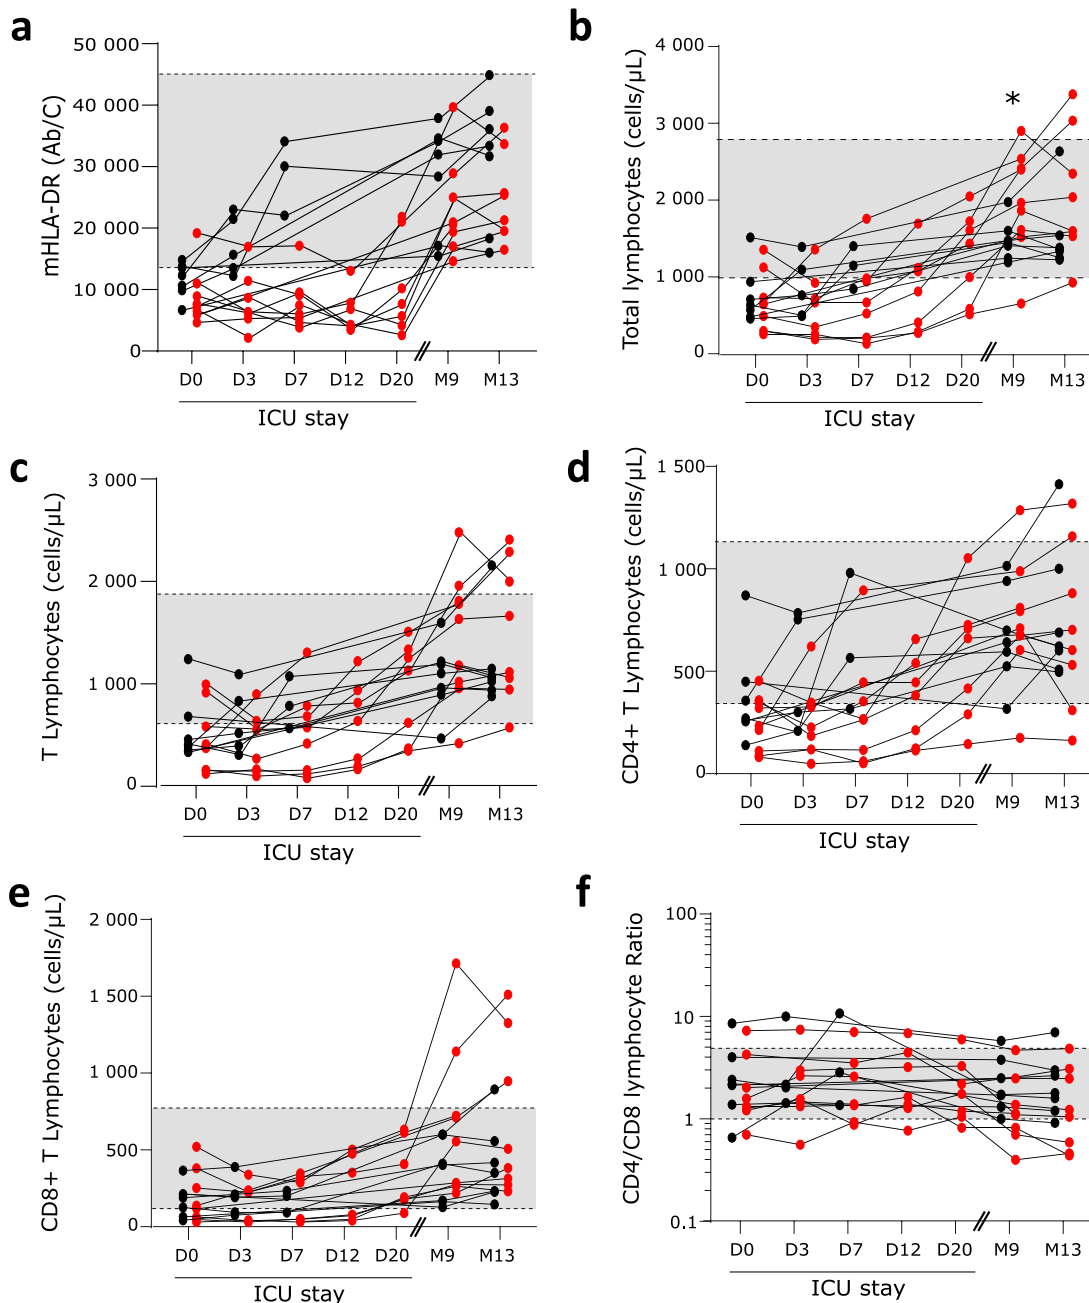 a
mHLA-DR (Ab/C)
50 000
40 000
30 000
20 000
10 000
0
D0 D3 D7 D12 D20 M9 M13
ICU stay
b
Total lymphocytes (cells/µL)
4 000
3 000
2 000
1 000
0
*
D0 D3 D7 D12 D20 M9 M13
ICU stay
c
T Lymphocytes (cells/µL)
3 000
2 000
1 000
0
D0 D3 D7 D12 D20 M9 M13
ICU stay
d
CD4+ T Lymphocytes (cells/µL)
1 500
1 000
500
0
D0 D3 D7 D12 D20 M9 M13
ICU stay
e
CD8+ T Lymphocytes (cells/µL)
2 000
1 500
1 000
500
0
D0 D3 D7 D12 D20 M9 M13
ICU stay
f
CD4/CD8 lymphocyte Ratio
100
10
1
0.1
D0 D3 D7 D12 D20 M9 M13
ICU stay